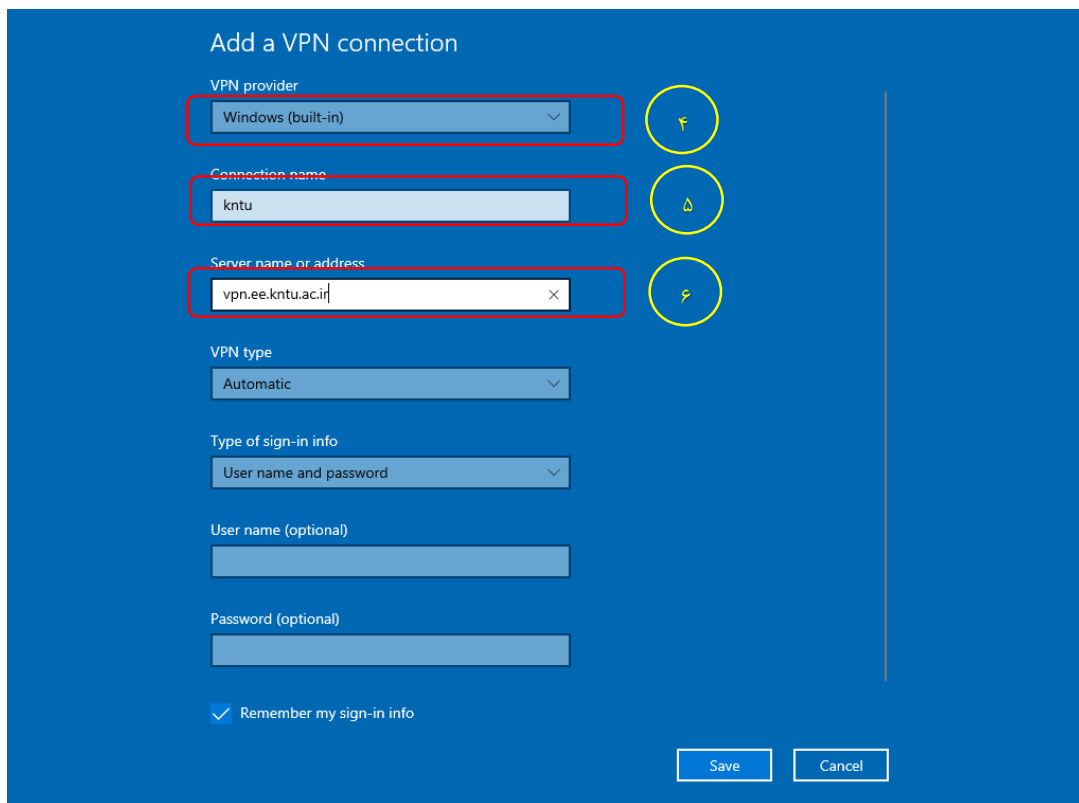 Add a VPN connection
VPN provider
Windows (built-in)
۴
Connection name
kntu
۵
Server name or address
vpn.ee.kntu.ac.ir
۶
VPN type
Automatic
Type of sign-in info
User name and password
User name (optional)
Password (optional)
Remember my sign-in info
Save
Cancel